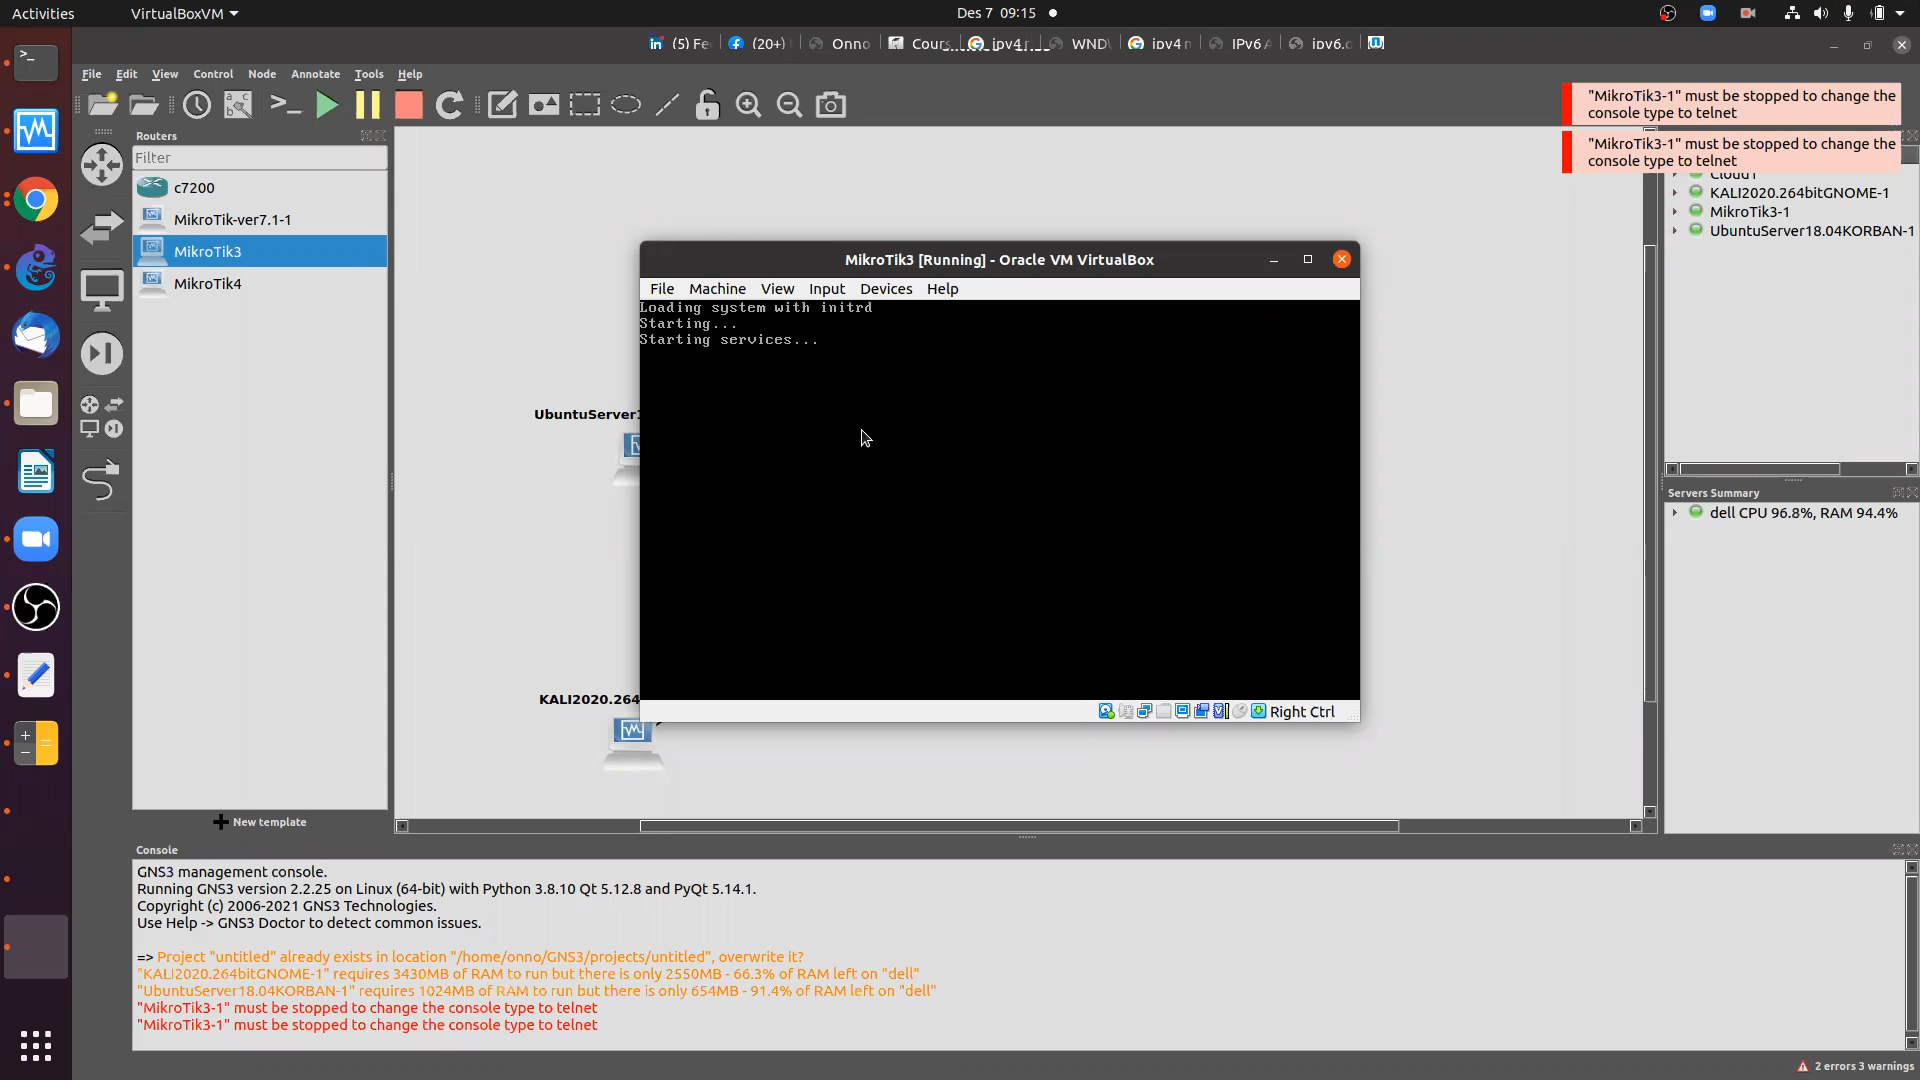 Activities
VirtualBoxVM
Des 7 09:15
(5) Fe
(20+)
Onno
Cours
ipv4 r
WNDW
ipv4 n
IPv6 A
ipv6.o
File Edit View Control Node Annotate Tools Help
"MikroTik3-1" must be stopped to change the
console type to telnet
"MikroTik3-1" must be stopped to change the
console type to telnet
Routers
Filter
c7200
MikroTik-ver7.1-1
MikroTik3
MikroTik4
New template
Cloud1
KALI2020.264bitGNOME-1
MikroTik3-1
UbuntuServer18.04KORBAN-1
Servers Summary
dell CPU 96.8%, RAM 94.4%
UbuntuServer1
KALI2020.264
MikroTik3 [Running] - Oracle VM VirtualBox
File Machine View Input Devices Help
Loading system with initrd
Starting...
Starting services...
Right Ctrl
Console
GNS3 management console.
Running GNS3 version 2.2.25 on Linux (64-bit) with Python 3.8.10 Qt 5.12.8 and PyQt 5.14.1.
Copyright (c) 2006-2021 GNS3 Technologies.
Use Help -> GNS3 Doctor to detect common issues.
=> Project "untitled" already exists in location "/home/onno/GNS3/projects/untitled", overwrite it?
"KALI2020.264bitGNOME-1" requires 3430MB of RAM to run but there is only 2550MB - 66.3% of RAM left on "dell"
"UbuntuServer18.04KORBAN-1" requires 1024MB of RAM to run but there is only 654MB - 91.4% of RAM left on "dell"
"MikroTik3-1" must be stopped to change the console type to telnet
"MikroTik3-1" must be stopped to change the console type to telnet
2 errors 3 warnings